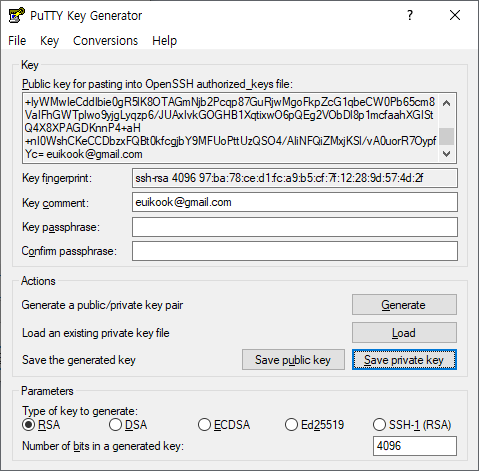 PuTTY Key Generator
File Key Conversions Help
Key
Public key for pasting into OpenSSH authorized_keys file:
+lyWMwIeCddIbie0gR5IK8OTAGmNjb2Pcqp87GuRjwMgoFkpZcG1qbeCW0Pb65cm8
VaIFhGWTplwo9yjgLyqzp6/JUAxIvkGOGHB1XqtixwO6pQEg2VObDl8p1mcfaahXGISt
Q4X8XPAGDKnnP4+aH
+nI0WshCKeCCDbzxFQBt0kfcgjbY9MFUoPttUzQSO4/AIiNFQiZMxjKSI/vA0uorR7Oypf
Yc= euikook@gmail.com
Key fingerprint: ssh-rsa 4096 97:ba:78:ce:d1:fc:a9:b5:cf:7f:12:28:9d:57:4d:2f
Key comment: euikook@gmail.com
Key passphrase:
Confirm passphrase:
Actions
Generate a public/private key pair Generate
Load an existing private key file Load
Save the generated key Save public key Save private key
Parameters
Type of key to generate:
RSA DSA ECDSA Ed25519 SSH-1 (RSA)
Number of bits in a generated key: 4096